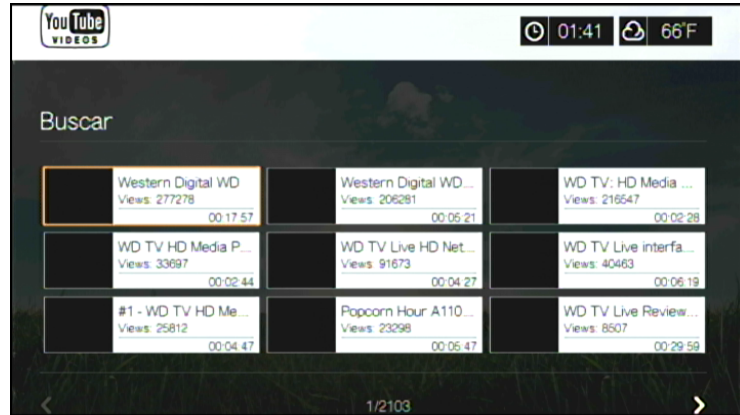 You Tube
VIDEOS
01:41
66°F
Buscar
Western Digital WD
Views: 277278
00:17:57
Western Digital WD...
Views: 206281
00:05:21
WD TV: HD Media ...
Views: 216547
00:02:28
WD TV HD Media P...
Views: 33697
00:02:44
WD TV Live HD Net...
Views: 91673
00:04:27
WD TV Live interfa...
Views: 40463
00:06:19
#1 - WD TV HD Me...
Views: 25812
00:04:47
Popcorn Hour A110...
Views: 23298
00:05:47
WD TV Live Review...
Views: 8507
00:29:59
1/2103